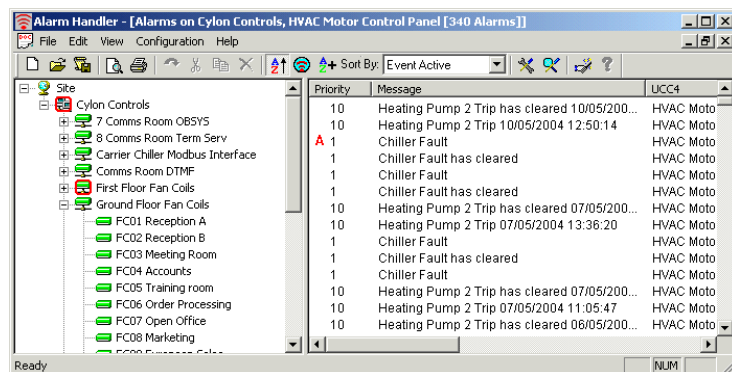 Alarm Handler - [Alarms on Cylon Controls, HVAC Motor Control Panel [340 Alarms]]
File Edit View Configuration Help
Sort By: Event Active
Site
Cylon Controls
7 Comms Room OBSYS
8 Comms Room Term Serv
Carrier Chiller Modbus Interface
Comms Room DTMF
First Floor Fan Coils
Ground Floor Fan Coils
FC01 Reception A
FC02 Reception B
FC03 Meeting Room
FC04 Accounts
FC05 Training room
FC06 Order Processing
FC07 Open Office
FC08 Marketing
Priority Message UCC4
10 Heating Pump 2 Trip has cleared 10/05/200... HVAC Moto
10 Heating Pump 2 Trip 10/05/2004 12:50:14 HVAC Moto
A 1 Chiller Fault HVAC Moto
1 Chiller Fault has cleared HVAC Moto
1 Chiller Fault HVAC Moto
1 Chiller Fault has cleared HVAC Moto
10 Heating Pump 2 Trip has cleared 07/05/200... HVAC Moto
10 Heating Pump 2 Trip 07/05/2004 13:36:20 HVAC Moto
1 Chiller Fault HVAC Moto
1 Chiller Fault has cleared HVAC Moto
1 Chiller Fault HVAC Moto
10 Heating Pump 2 Trip has cleared 07/05/200... HVAC Moto
10 Heating Pump 2 Trip 07/05/2004 11:05:47 HVAC Moto
10 Heating Pump 2 Trip has cleared 06/05/200... HVAC Moto
Ready NUM